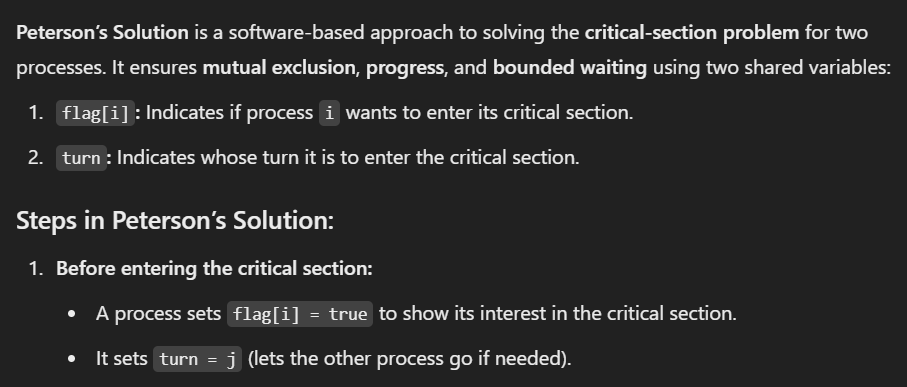 Peterson’s Solution is a software-based approach to solving the critical-section problem for two
processes. It ensures mutual exclusion, progress, and bounded waiting using two shared variables:
1. flag[i]: Indicates if process i wants to enter its critical section.
2. turn: Indicates whose turn it is to enter the critical section.
Steps in Peterson’s Solution:
1. Before entering the critical section:
• A process sets flag[i] = true to show its interest in the critical section.
• It sets turn = j (lets the other process go if needed).